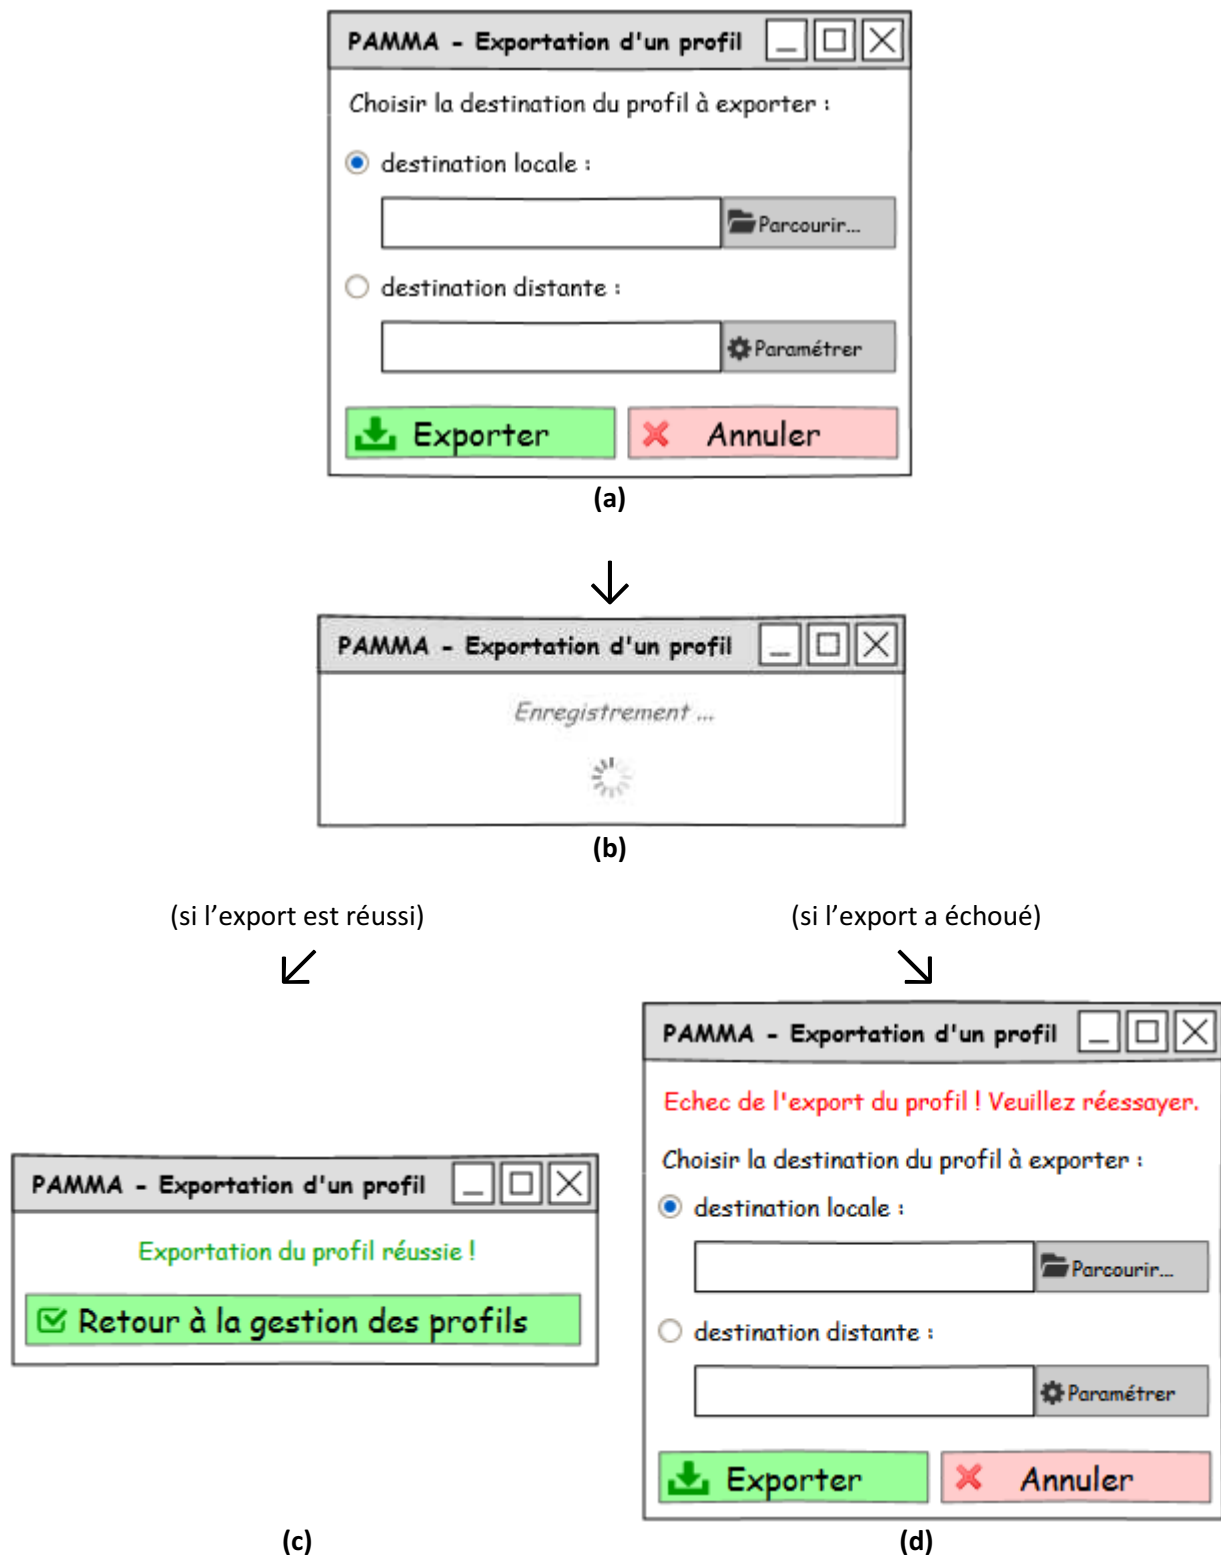 PAMMA - Exportation d'un profil
Choisir la destination du profil à exporter :
destination locale :
Parcourir...
destination distante :
Paramétrer
Exporter
Annuler
(a)
PAMMA - Exportation d'un profil
Enregistrement ...
(b)
(si l’export est réussi)
(si l’export a échoué)
PAMMA - Exportation d'un profil
Exportation du profil réussie !
Retour à la gestion des profils
(c)
PAMMA - Exportation d'un profil
Echec de l'export du profil ! Veuillez réessayer.
Choisir la destination du profil à exporter :
destination locale :
Parcourir...
destination distante :
Paramétrer
Exporter
Annuler
(d)